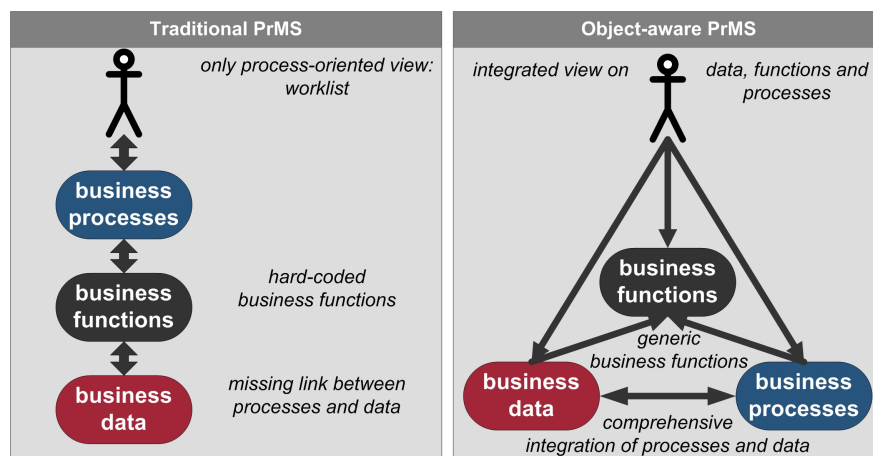 Traditional PrMS
only process-oriented view:
worklist
business
processes
hard-coded
business functions
business
functions
missing link between
processes and data
business
data
Object-aware PrMS
integrated view on
data, functions and
processes
business
functions
generic
business functions
business
data
business
processes
comprehensive
integration of processes and data